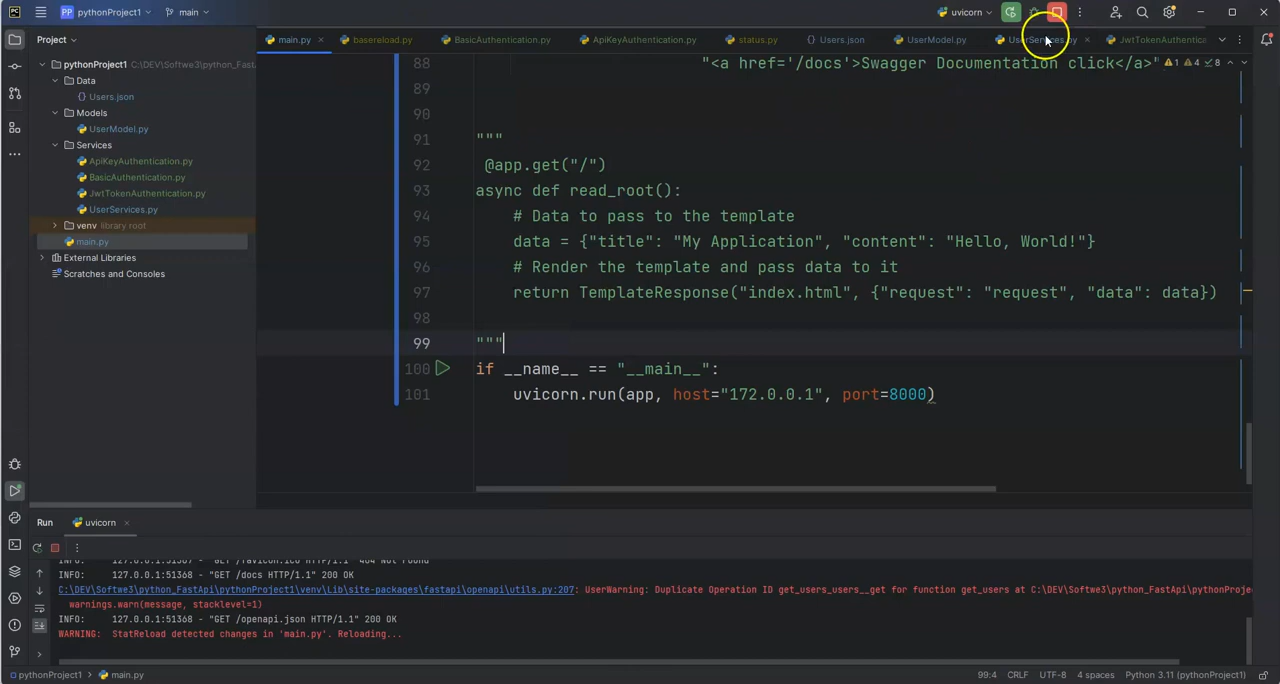 PC
PP pythonProject1
main
uvicorn
Project
main.py
basereload.py
BasicAuthentication.py
ApiKeyAuthentication.py
status.py
{} Users.json
UserModel.py
JwtTokenAuthentica
pythonProject1 C:\DEV\Softwe3\python_Fast
Data
{} Users.json
Models
UserModel.py
Services
ApiKeyAuthentication.py
BasicAuthentication.py
JwtTokenAuthentication.py
UserServices.py
venv library root
main.py
External Libraries
Scratches and Consoles
88 "<a href='/docs'>Swagger Documentation click</a>"
1 4 8
89
90
91 """
92 @app.get("/")
93 async def read_root():
94 # Data to pass to the template
95 data = {"title": "My Application", "content": "Hello, World!"}
96 # Render the template and pass data to it
97 return TemplateResponse("index.html", {"request": "request", "data": data})
98
99 """
100 if __name__ == "__main__":
101 uvicorn.run(app, host="172.0.0.1", port=8000)
Run uvicorn
INFO: 127.0.0.1:51368 - "GET /docs HTTP/1.1" 200 OK
C:\DEV\Softwe3\python_FastApi\pythonProject1\venv\Lib\site-packages\fastapi\openapi\utils.py:207: UserWarning: Duplicate Operation ID get_users_users__get for function get_users at C:\DEV\Softwe3\python_FastApi\pythonProje
warnings.warn(message, stacklevel=1)
INFO: 127.0.0.1:51368 - "GET /openapi.json HTTP/1.1" 200 OK
WARNING: StatReload detected changes in 'main.py'. Reloading...
pythonProject1 > main.py
99:4 CRLF UTF-8 4 spaces Python 3.11 (pythonProject1)